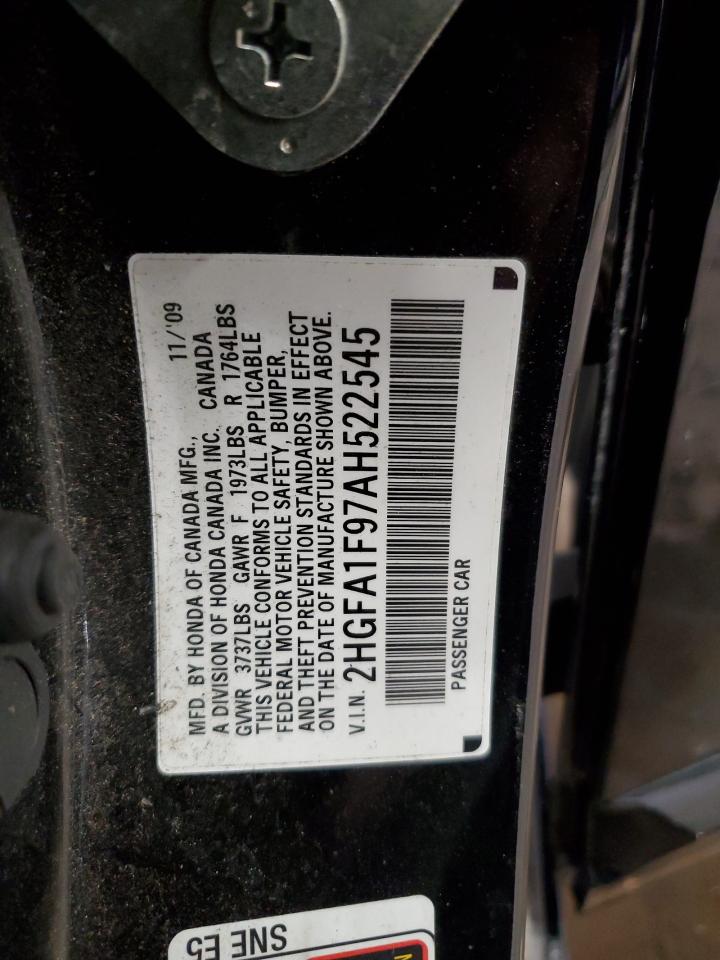 MFD. BY HONDA OF CANADA MFG., 11/'09
A DIVISION OF HONDA CANADA INC. CANADA
GVWR 3737LBS GAWR F 1973LBS R 1764LBS
THIS VEHICLE CONFORMS TO ALL APPLICABLE
FEDERAL MOTOR VEHICLE SAFETY, BUMPER,
AND THEFT PREVENTION STANDARDS IN EFFECT
ON THE DATE OF MANUFACTURE SHOWN ABOVE.
V.I.N. 2HGFA1F97AH522545
PASSENGER CAR
SNE E5